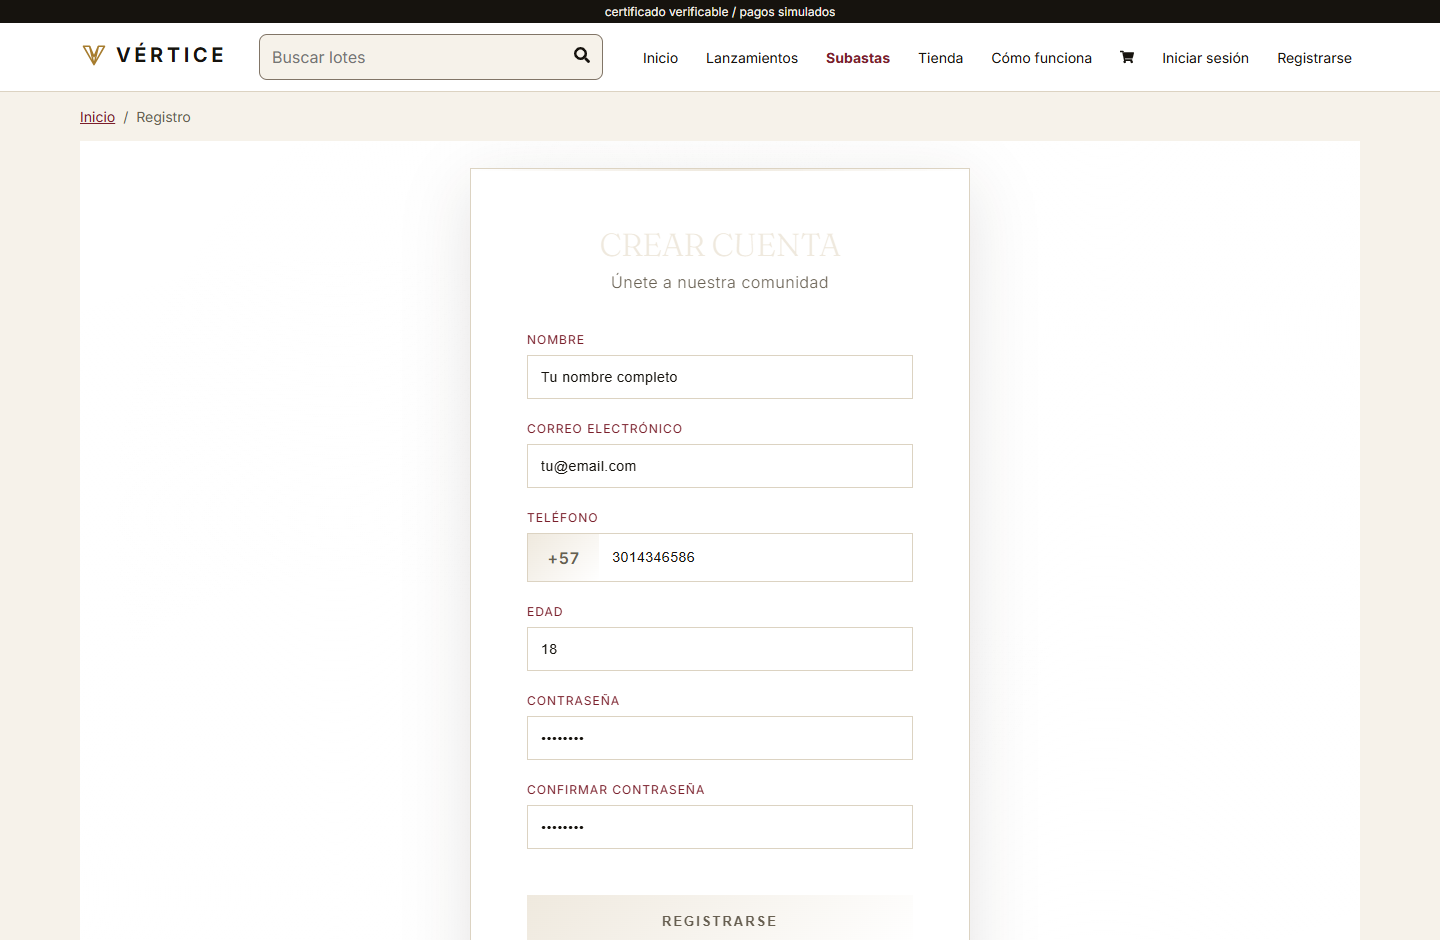 certificado verificable / pagos simulados
VÉRTICE
Buscar lotes
Inicio
Lanzamientos
Subastas
Tienda
Cómo funciona
Iniciar sesión
Registrarse
Inicio / Registro
CREAR CUENTA
Únete a nuestra comunidad
NOMBRE
Tu nombre completo
CORREO ELECTRÓNICO
tu@email.com
TELÉFONO
+57 3014346586
EDAD
18
CONTRASEÑA
••••••••
CONFIRMAR CONTRASEÑA
••••••••
REGISTRARSE